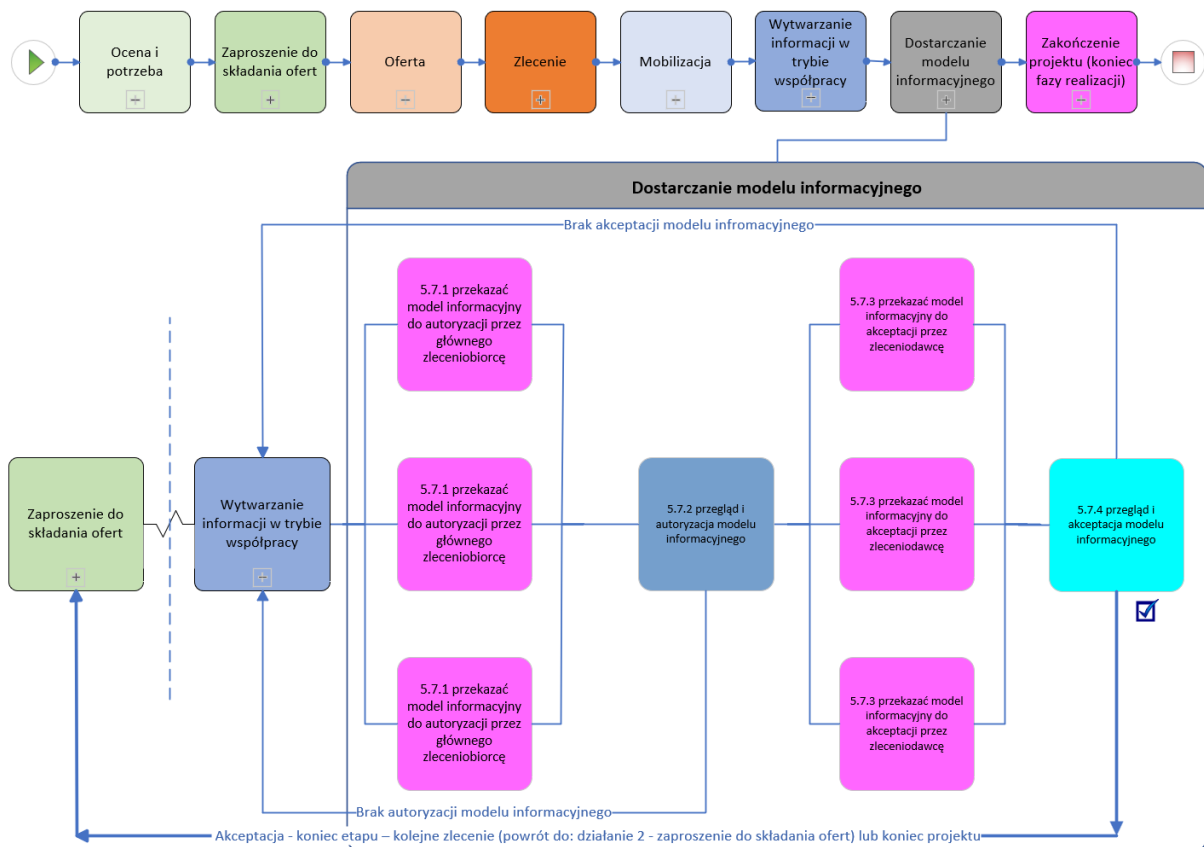 Ocena i
potrzeba
Zaproszenie do
składania ofert
Oferta
Zlecenie
Mobilizacja
Wytwarzanie
informacji w
trybie
współpracy
Dostarczanie
modelu
informacyjnego
Zakończenie
projektu (koniec
fazy realizacji)
Dostarczanie modelu informacyjnego
Brak akceptacji modelu infromacyjnego
5.7.1 przekazać
model informacyjny
do autoryzacji przez
głównego
zleceniobiorcę
5.7.3 przekazać model
informacyjny do
akceptacji przez
zleceniodawcę
Zaproszenie do
składania ofert
Wytwarzanie
informacji w trybie
współpracy
5.7.1 przekazać
model informacyjny
do autoryzacji przez
głównego
zleceniobiorcę
5.7.2 przegląd i
autoryzacja modelu
informacyjnego
5.7.3 przekazać model
informacyjny do
akceptacji przez
zleceniodawcę
5.7.4 przegląd i
akceptacja modelu
informacyjnego
5.7.1 przekazać
model informacyjny
do autoryzacji przez
głównego
zleceniobiorcę
5.7.3 przekazać model
informacyjny do
akceptacji przez
zleceniodawcę
Brak autoryzacji modelu informacyjnego
Akceptacja - koniec etapu – kolejne zlecenie (powrót do: działanie 2 - zaproszenie do składania ofert) lub koniec projektu